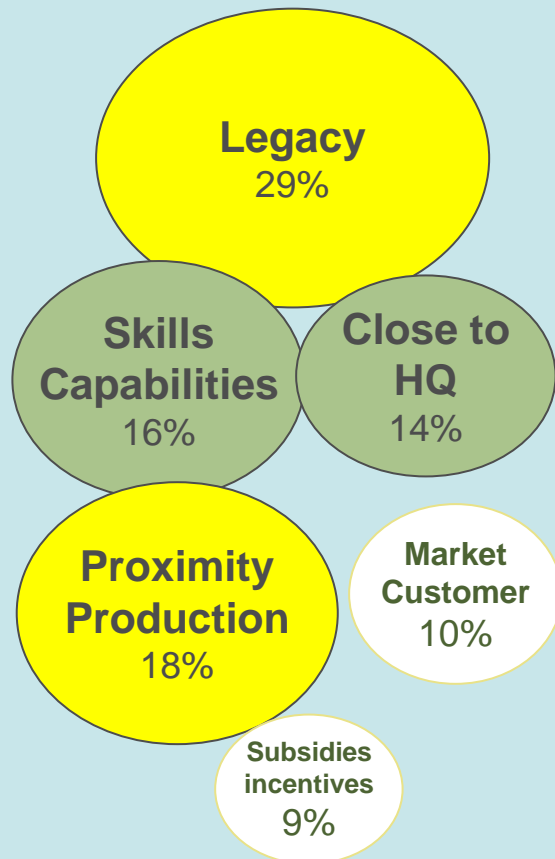 Legacy
29%
Skills
Capabilities
16%
Close to
HQ
14%
Proximity
Production
18%
Market
Customer
10%
Subsidies
incentives
9%